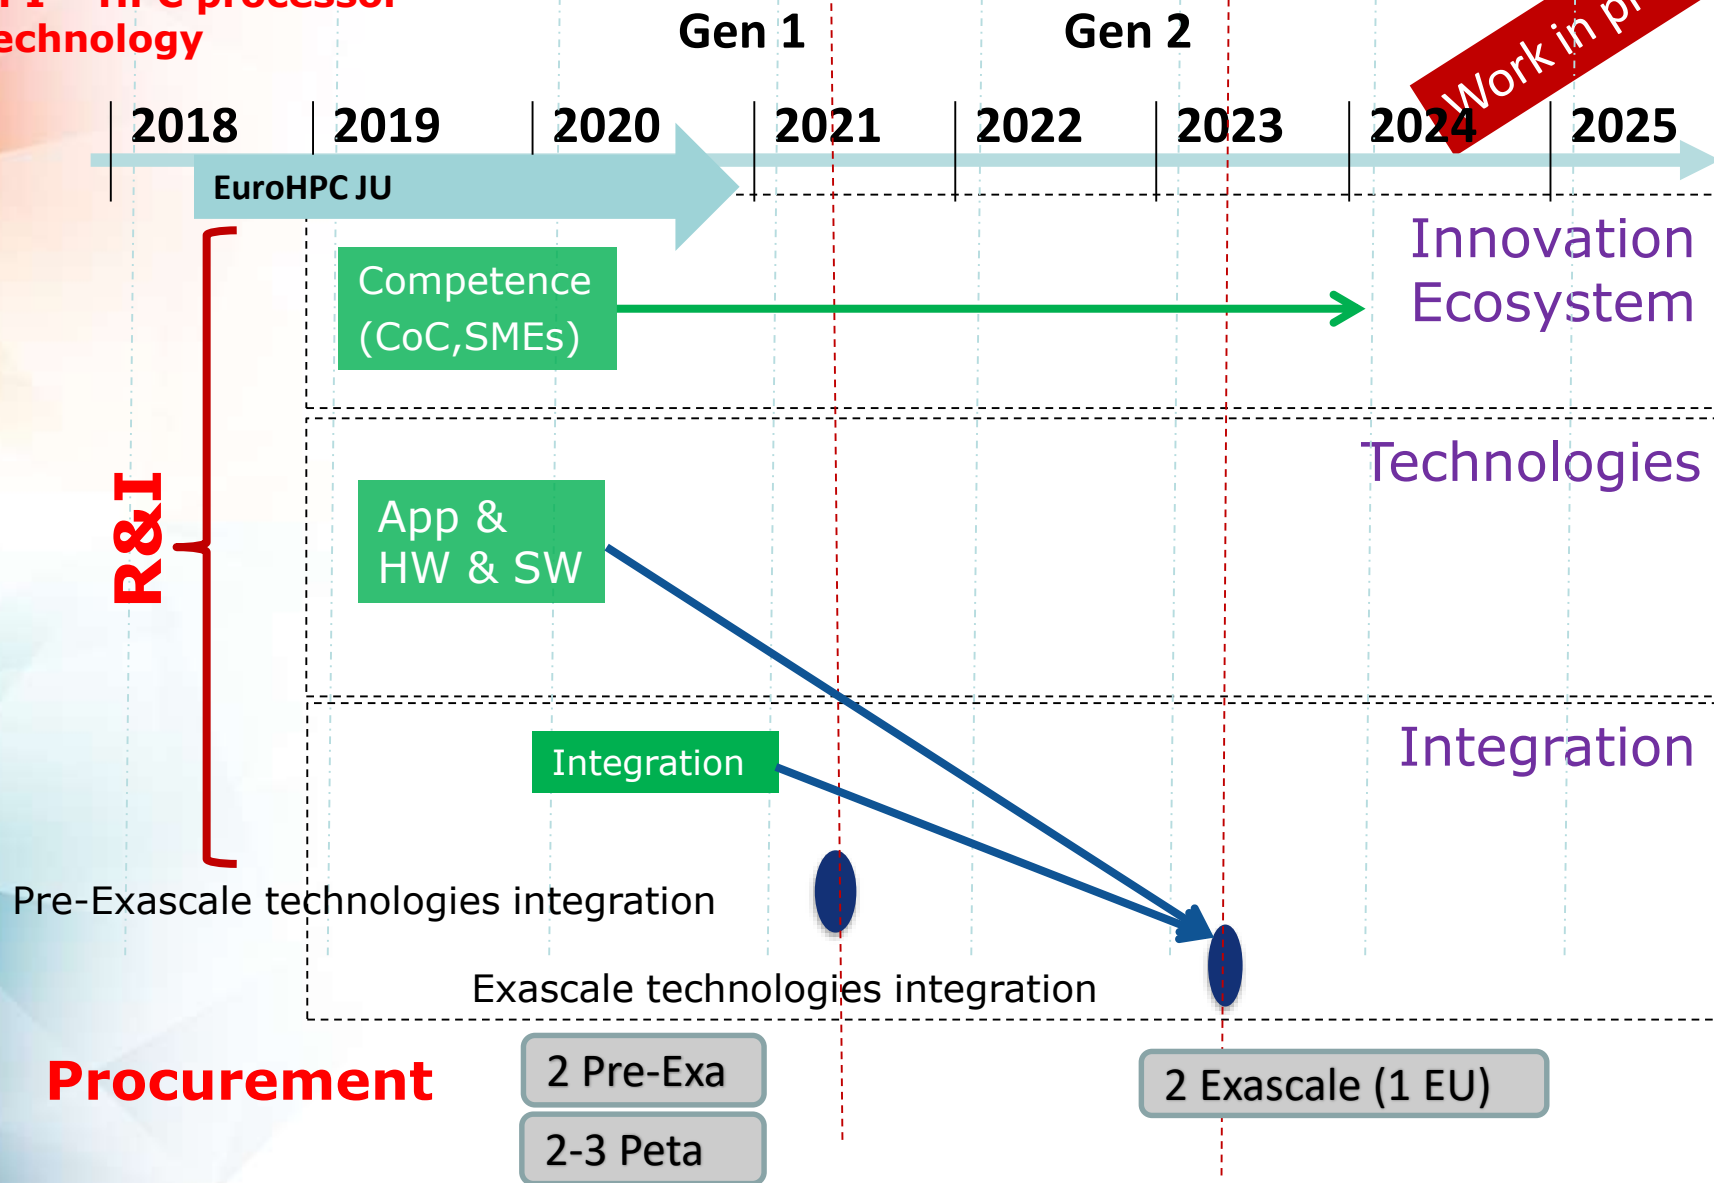 HPC processor
Gen 1
Gen 2
Work in
2018
2019
2020
2021
2022
2023
2024
2025
EuroHPC JU
Innovation
Ecosystem
Competence
(CoC,SMEs)
Technologies
R&I
App &
HW & SW
Integration
Integration
Pre-Exascale technologies integration
Exascale technologies integration
Procurement
2 Pre-Exa
2 Exascale (1 EU)
2-3 Peta